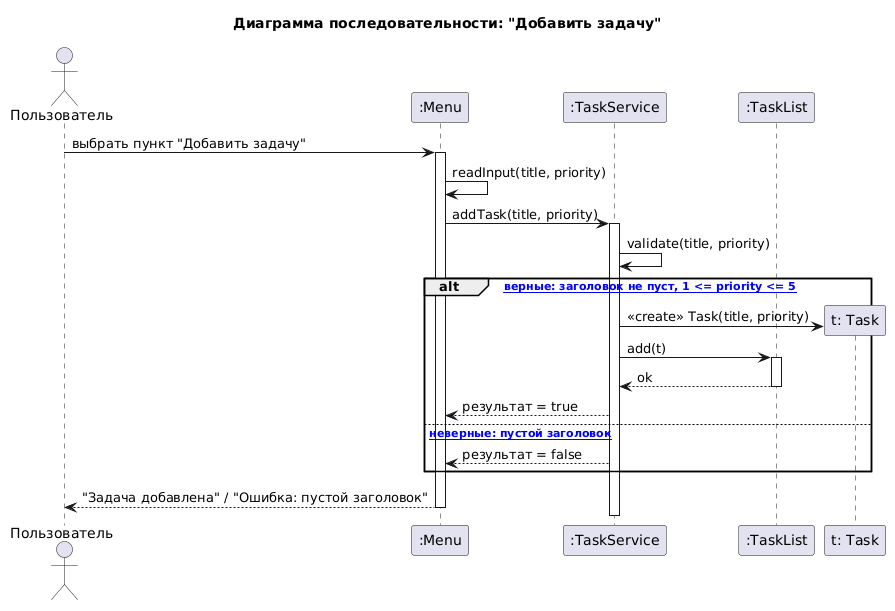 Диаграмма последовательности: "Добавить задачу"
Пользователь
:Menu
:TaskService
:TaskList
выбрать пункт "Добавить задачу"
readInput(title, priority)
addTask(title, priority)
validate(title, priority)
alt
верные: заголовок не пуст, 1 <= priority <= 5
«create» Task(title, priority)
t: Task
add(t)
ok
результат = true
неверные: пустой заголовок
результат = false
"Задача добавлена" / "Ошибка: пустой заголовок"
Пользователь
:Menu
:TaskService
:TaskList
t: Task